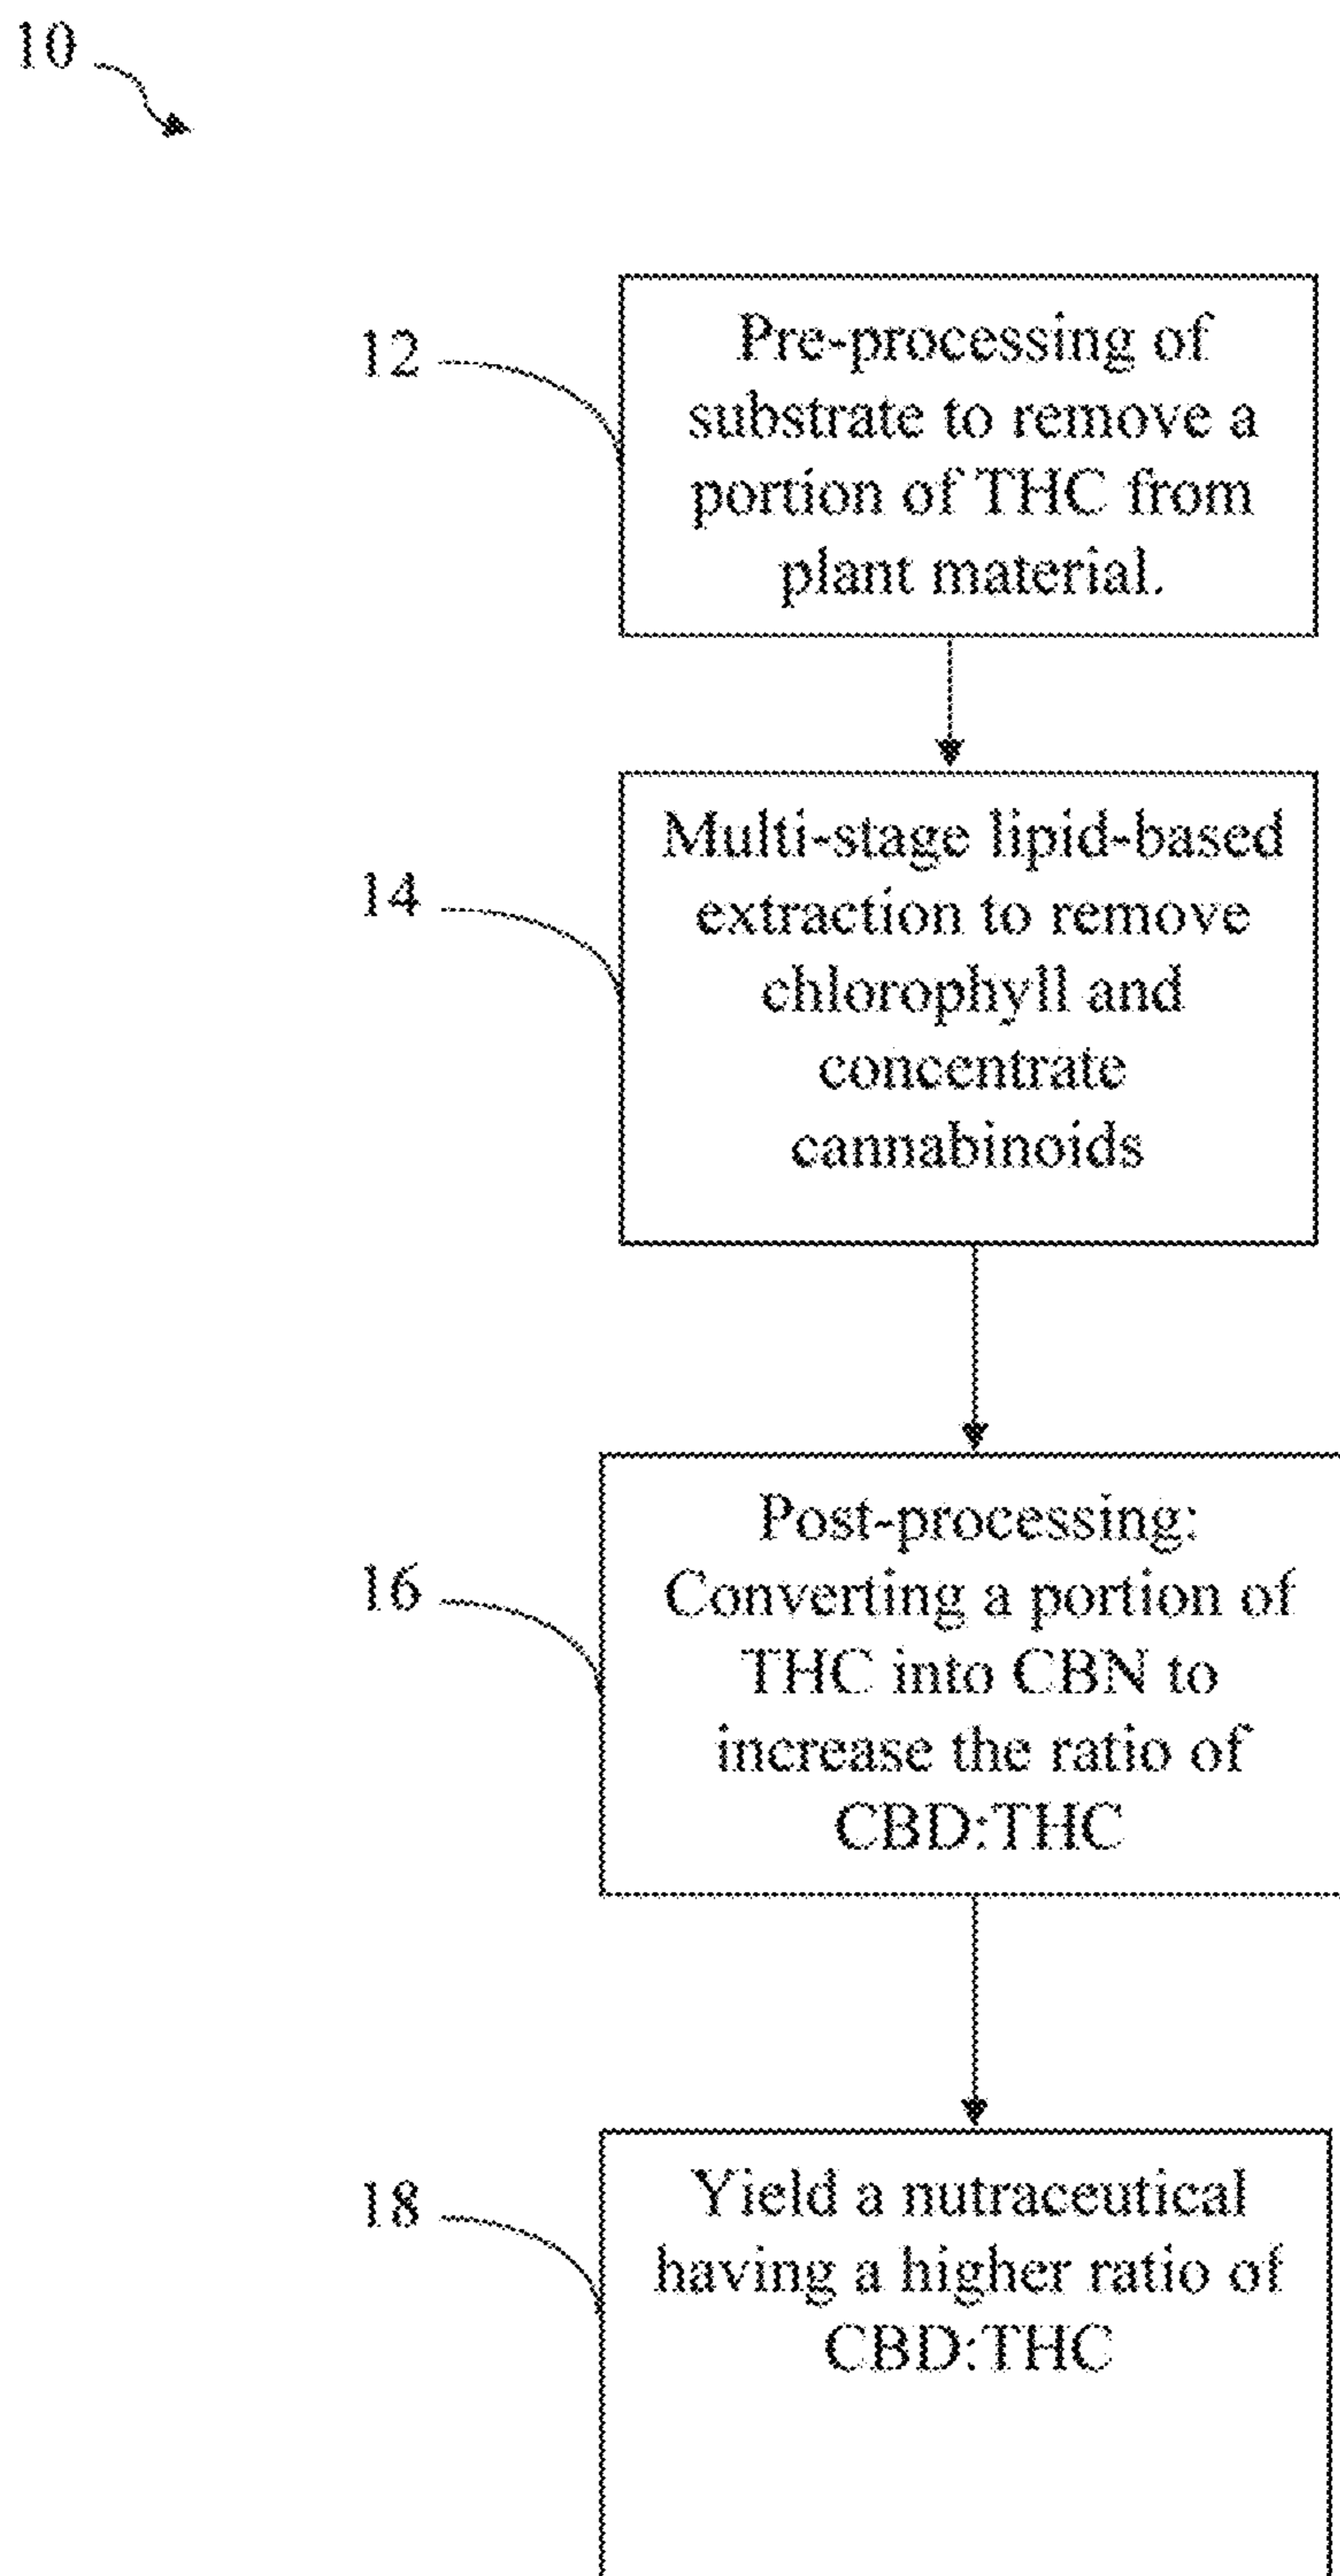 10
12
Pre-processing of
substrate to remove a
portion of THC from
plant material.
14
Multi-stage lipid-based
extraction to remove
chlorophyll and
concentrate
cannabinoids
16
Post-processing:
Converting a portion of
THC into CBN to
increase the ratio of
CBD:THC
18
Yield a nutraceutical
having a higher ratio of
CBD:THC